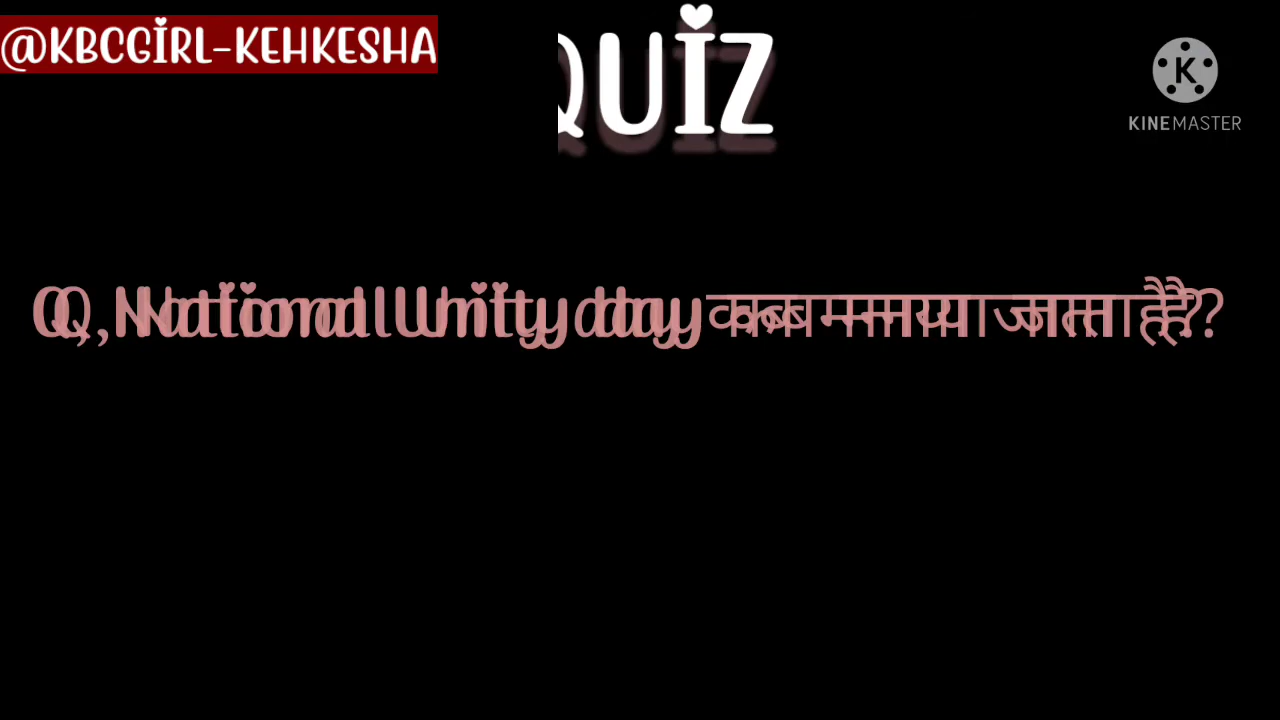 @KBCGIRL-KEHKESHA
QUIZ
KINEMASTER
Q, National Unity day कब मनाया जाता है?